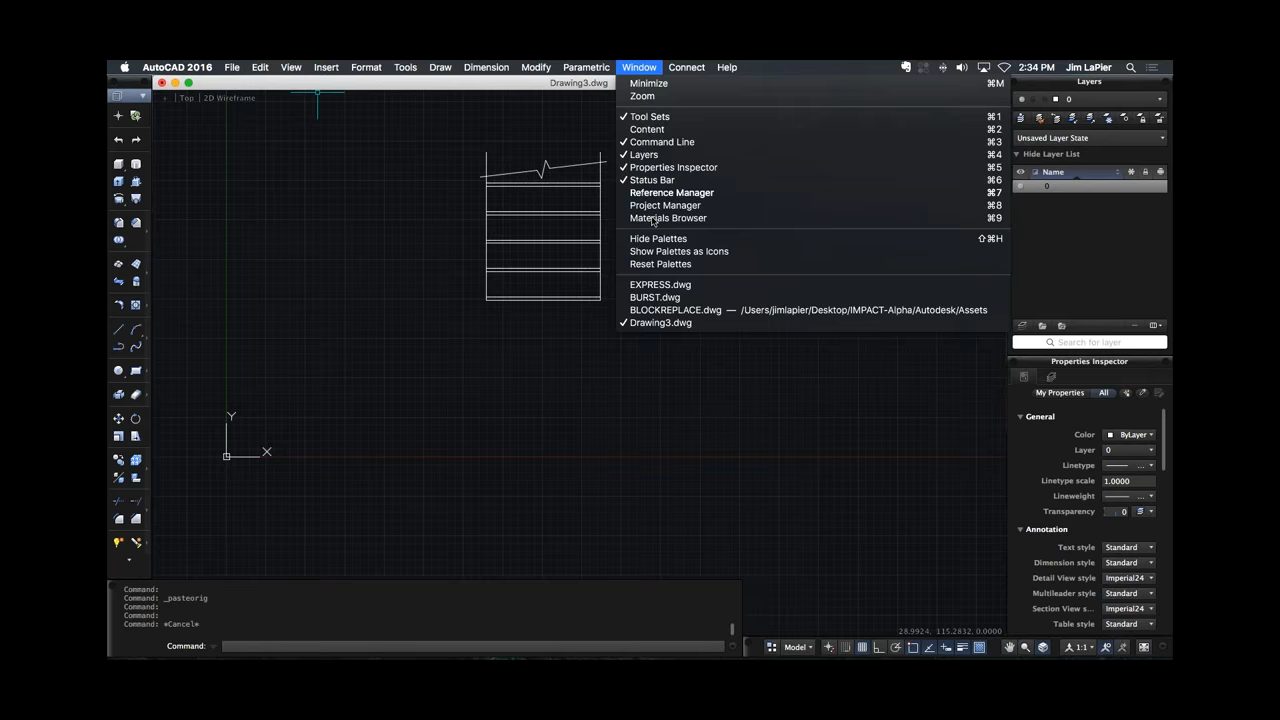 AutoCAD 2016 File Edit View Insert Format Tools Draw Dimension Modify Parametric Window Connect Help 2:34 PM Jim LaPier
Drawing3.dwg
Layers
Top | 2D Wireframe
0
Unsaved Layer State
Hide Layer List
Name
0
Minimize ⌘M
Zoom
✓ Tool Sets ⌘1
Content ⌘2
✓ Command Line ⌘3
✓ Layers ⌘4
✓ Properties Inspector ⌘5
✓ Status Bar ⌘6
Reference Manager ⌘7
Project Manager ⌘8
Materials Browser ⌘9
Hide Palettes ⇧⌘H
Show Palettes as Icons
Reset Palettes
EXPRESS.dwg
BURST.dwg
BLOCKREPLACE.dwg — /Users/jimlapier/Desktop/IMPACT-Alpha/Autodesk/Assets
✓ Drawing3.dwg
Search for layer
Properties Inspector
My Properties All
General
Color ByLayer
Layer 0
Linetype ...
Linetype scale 1.0000
Lineweight ...
Transparency 0
Annotation
Text style Standard
Dimension style Standard
Detail View style Imperial24
Multileader style Standard
Section View s... Imperial24
Table style Standard
Y
X
Command:
Command: _pasteorig
Command:
Command:
Command: *Cancel*
Command:
28.9924, 115.2832, 0.0000
Model
1:1